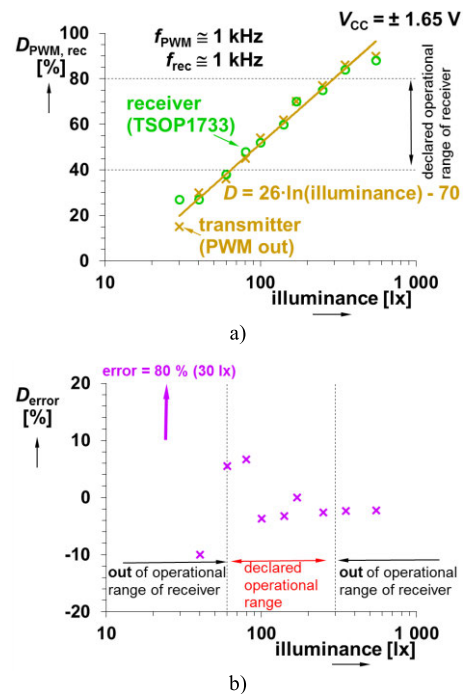 D_PWM, rec
[%]
f_PWM ≅ 1 kHz
f_rec ≅ 1 kHz
V_CC = ± 1.65 V
100
80
60
40
20
0
receiver
(TSOP1733)
declared operational
range of receiver
D = 26·ln(illuminance) - 70
transmitter
(PWM out)
10
100
1 000
illuminance [lx]
a)
error = 80 % (30 lx)
D_error
[%]
20
10
0
-10
-20
out of operational
range of receiver
declared
operational
range
out of operational
range of receiver
10
100
1 000
illuminance [lx]
b)